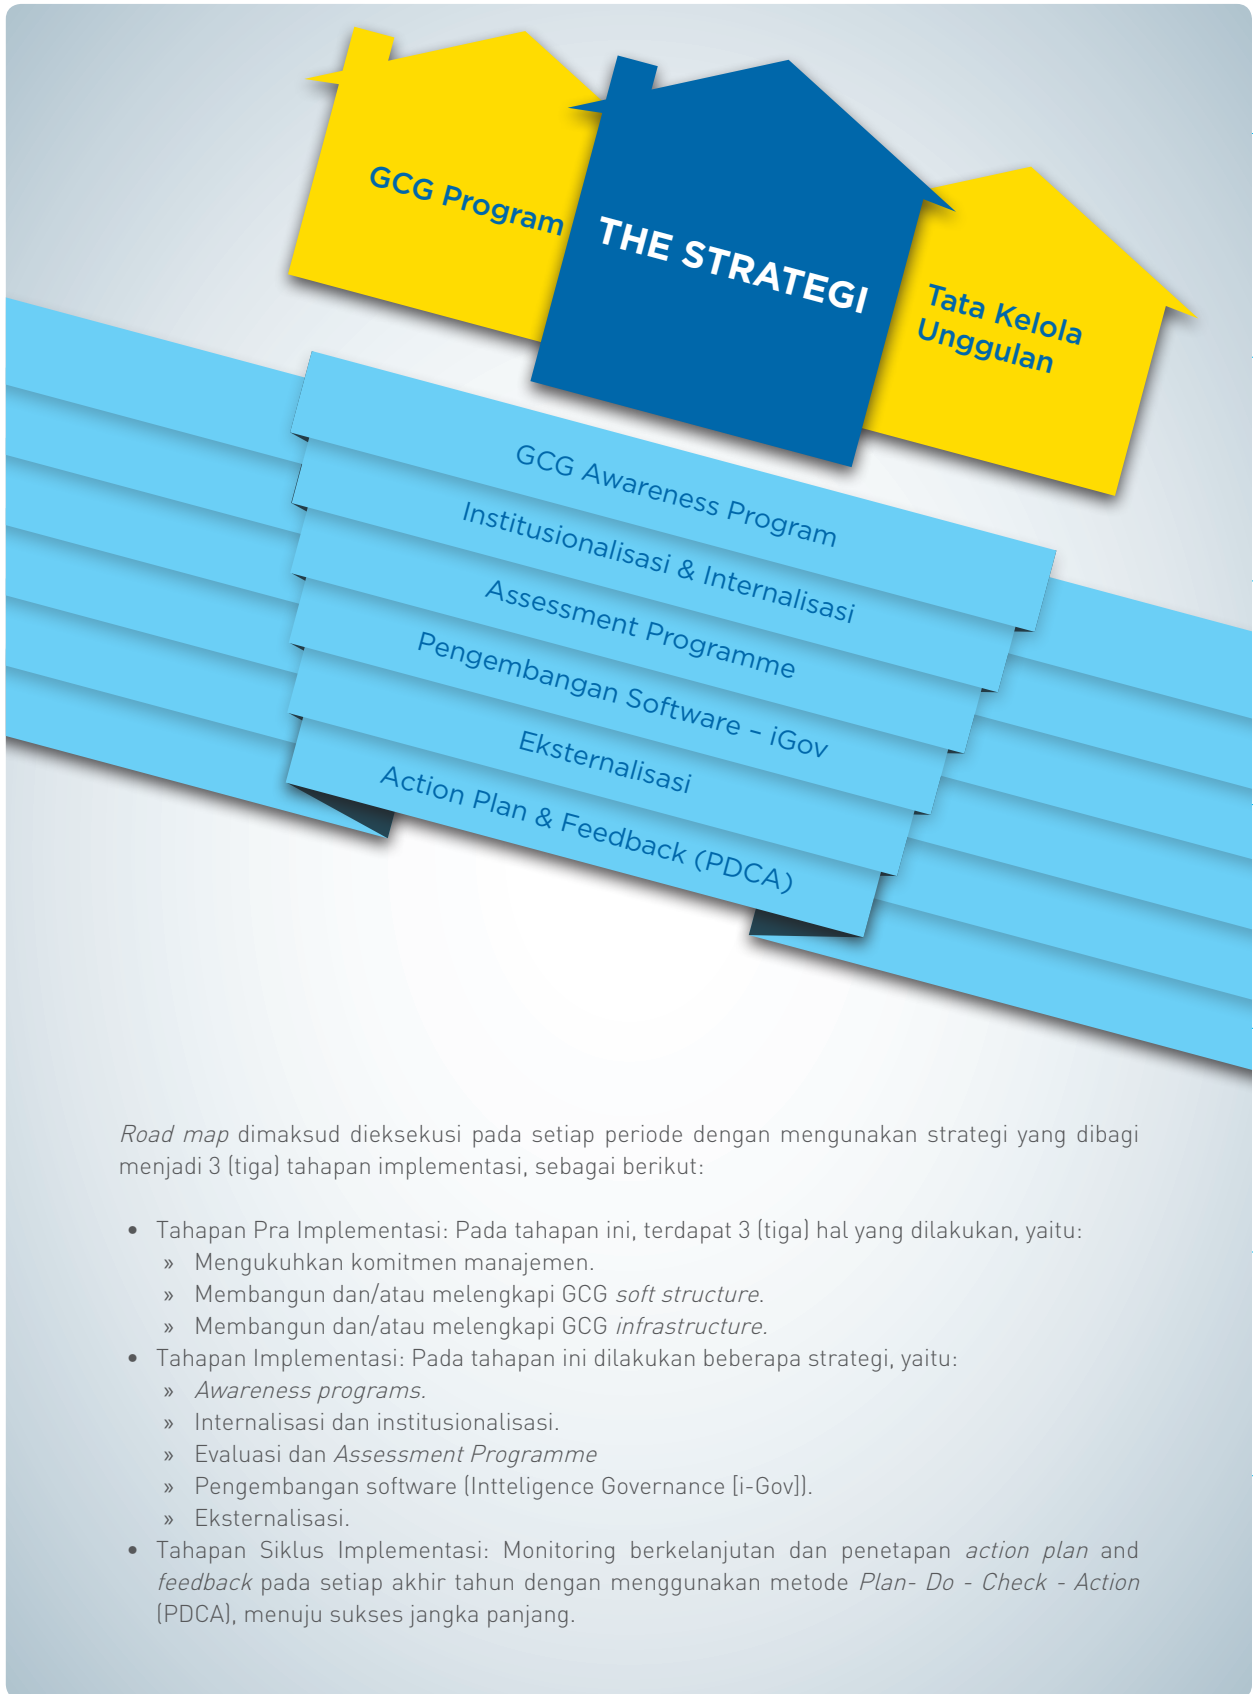 GCG Program
THE STRATEGI
Tata Kelola
Unggulan
GCG Awareness Program
Institusionalisasi & Internalisasi
Assessment Programme
Pengembangan Software – iGov
Eksternalisasi
Action Plan & Feedback (PDCA)
Road map dimaksud dieksekusi pada setiap periode dengan mengunakan strategi yang dibagi
menjadi 3 (tiga) tahapan implementasi, sebagai berikut:
• Tahapan Pra Implementasi: Pada tahapan ini, terdapat 3 (tiga) hal yang dilakukan, yaitu:
» Mengukuhkan komitmen manajemen.
» Membangun dan/atau melengkapi GCG soft structure.
» Membangun dan/atau melengkapi GCG infrastructure.
• Tahapan Implementasi: Pada tahapan ini dilakukan beberapa strategi, yaitu:
» Awareness programs.
» Internalisasi dan institusionalisasi.
» Evaluasi dan Assessment Programme
» Pengembangan software (Intteligence Governance [i-Gov]).
» Eksternalisasi.
• Tahapan Siklus Implementasi: Monitoring berkelanjutan dan penetapan action plan and
feedback pada setiap akhir tahun dengan menggunakan metode Plan- Do - Check - Action
(PDCA), menuju sukses jangka panjang.